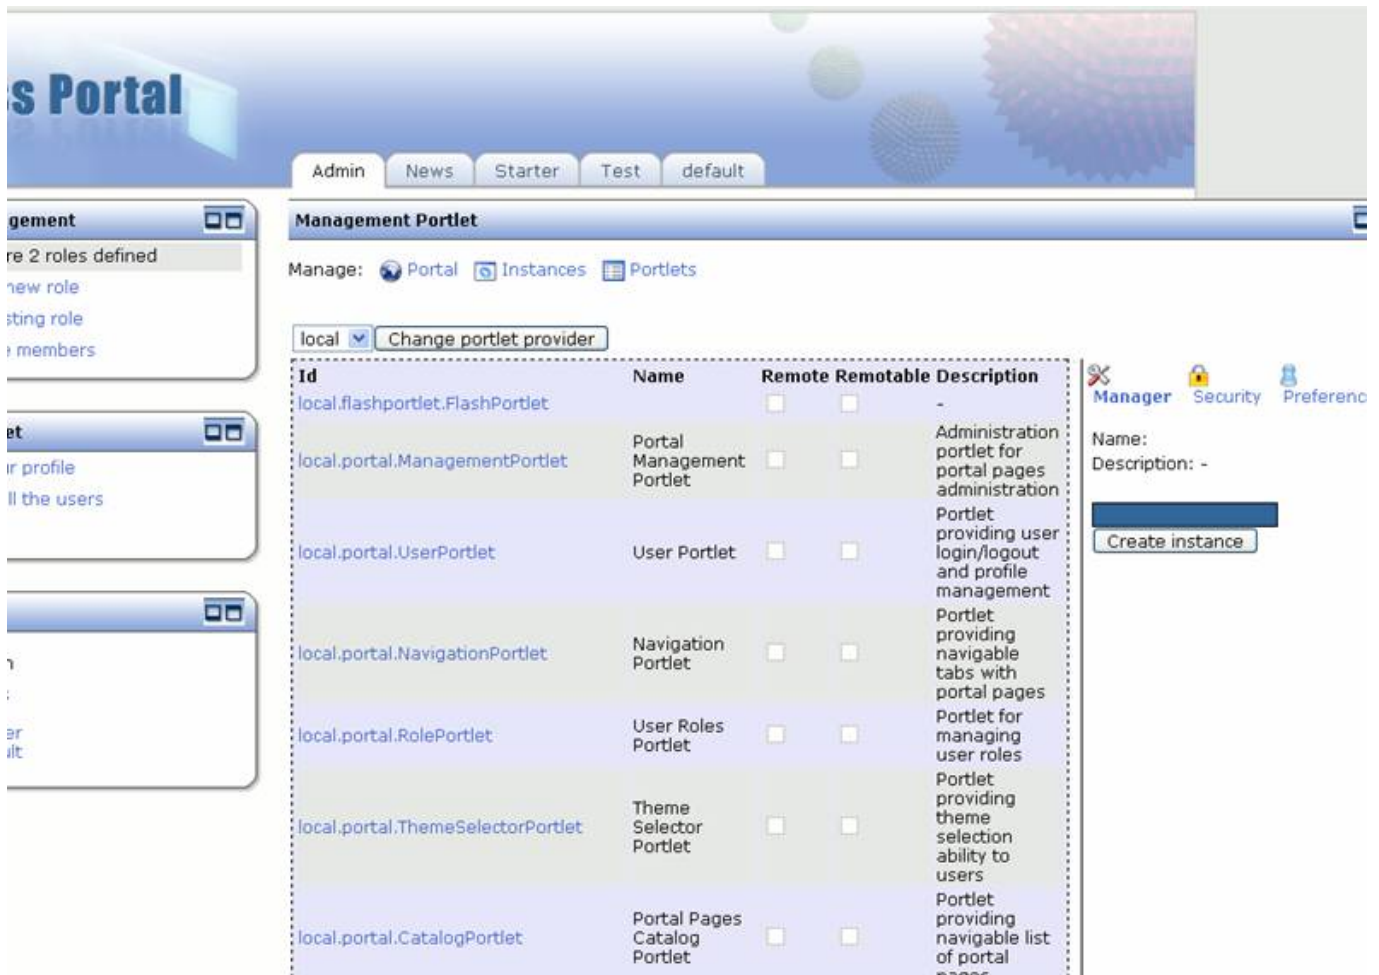 s Portal
Admin
News
Starter
Test
default
gement
re 2 roles defined
new role
sting role
members
et
r profile
ll the users
er
ult
Management Portlet
Manage:
Portal
Instances
Portlets
local
Change portlet provider
Id
Name
Remote
Remotable
Description
local.flashportlet.FlashPortlet
-
local.portal.ManagementPortlet
Portal
Management
Portlet
Administration
portlet for
portal pages
administration
local.portal.UserPortlet
User Portlet
Portlet
providing user
login/logout
and profile
management
local.portal.NavigationPortlet
Navigation
Portlet
Portlet
providing
navigable
tabs with
portal pages
local.portal.RolePortlet
User Roles
Portlet
Portlet for
managing
user roles
local.portal.ThemeSelectorPortlet
Theme
Selector
Portlet
Portlet
providing
theme
selection
ability to
users
local.portal.CatalogPortlet
Portal Pages
Catalog
Portlet
Portlet
providing
navigable list
of portal
pages
Manager
Security
Preferenc
Name:
Description: -
Create instance